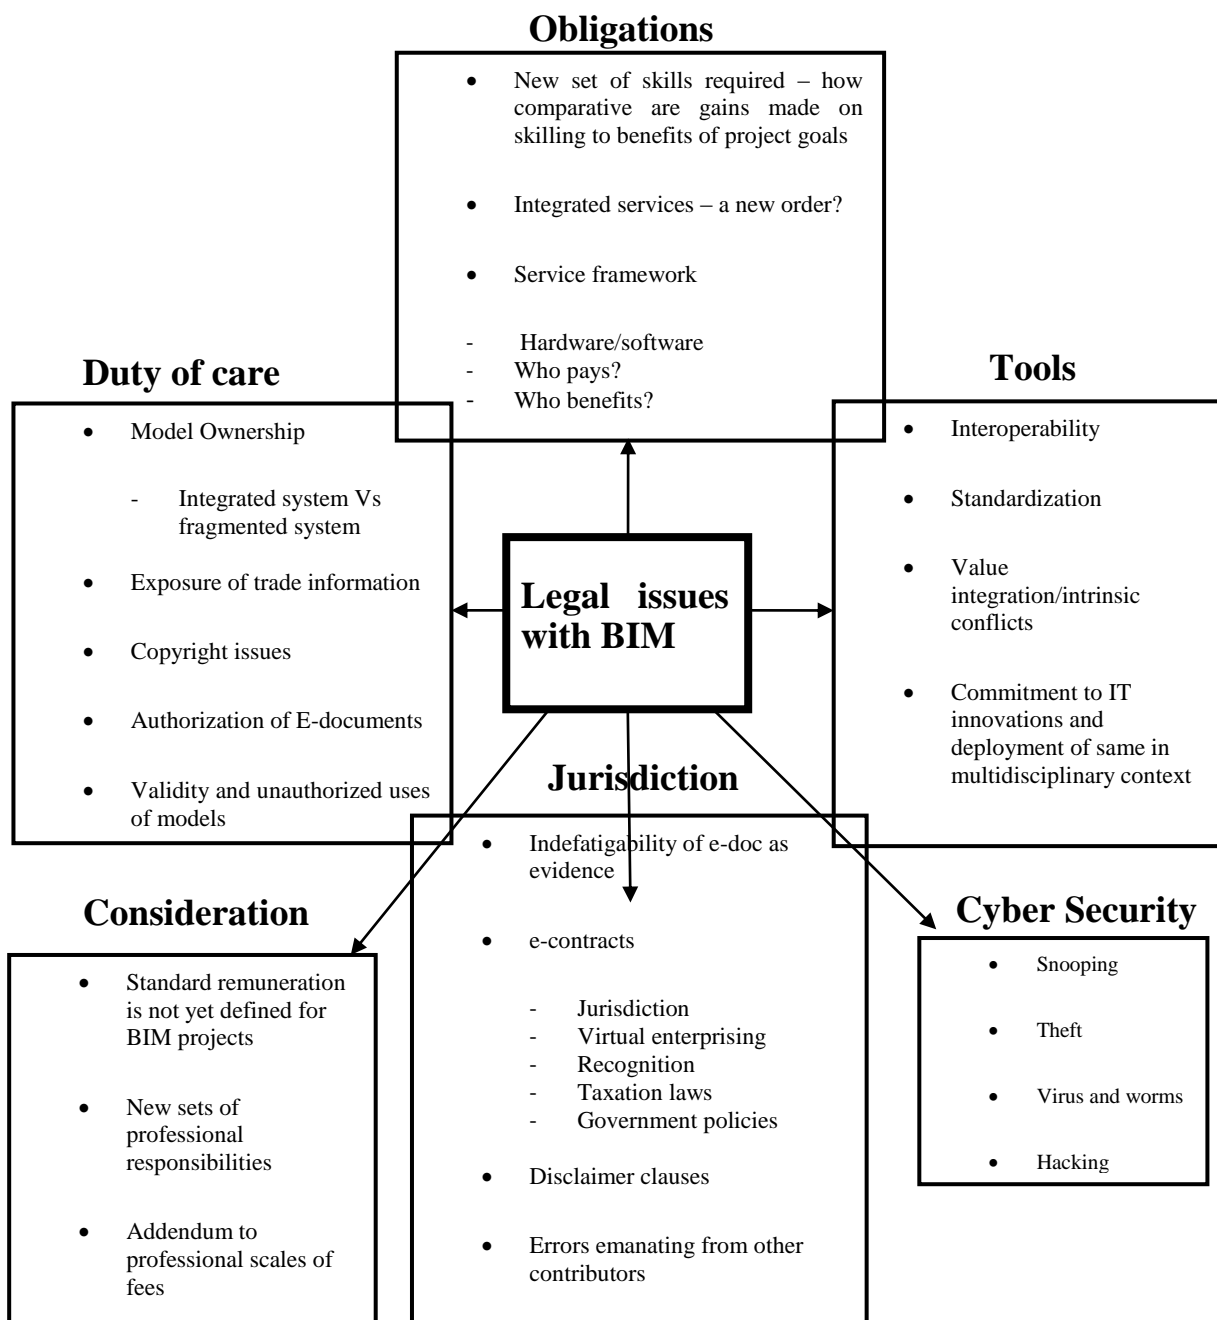 Obligations
• New set of skills required – how
comparative are gains made on
skilling to benefits of project goals
• Integrated services – a new order?
• Service framework
- Hardware/software
- Who pays?
- Who benefits?
Duty of care
• Model Ownership
- Integrated system Vs
fragmented system
• Exposure of trade information
• Copyright issues
• Authorization of E-documents
• Validity and unauthorized uses
of models
Legal issues
with BIM
Tools
• Interoperability
• Standardization
• Value
integration/intrinsic
conflicts
• Commitment to IT
innovations and
deployment of same in
multidisciplinary context
Consideration
• Standard remuneration
is not yet defined for
BIM projects
• New sets of
professional
responsibilities
• Addendum to
professional scales of
fees
Jurisdiction
• Indefatigability of e-doc as
evidence
• e-contracts
- Jurisdiction
- Virtual enterprising
- Recognition
- Taxation laws
- Government policies
• Disclaimer clauses
• Errors emanating from other
contributors
Cyber Security
• Snooping
• Theft
• Virus and worms
• Hacking